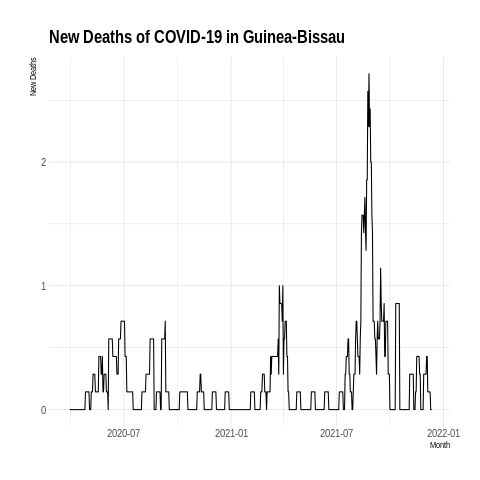 New Deaths of COVID-19 in Guinea-Bissau
New Deaths
2
1
0
2020-07
2021-01
2021-07
2022-01
Month